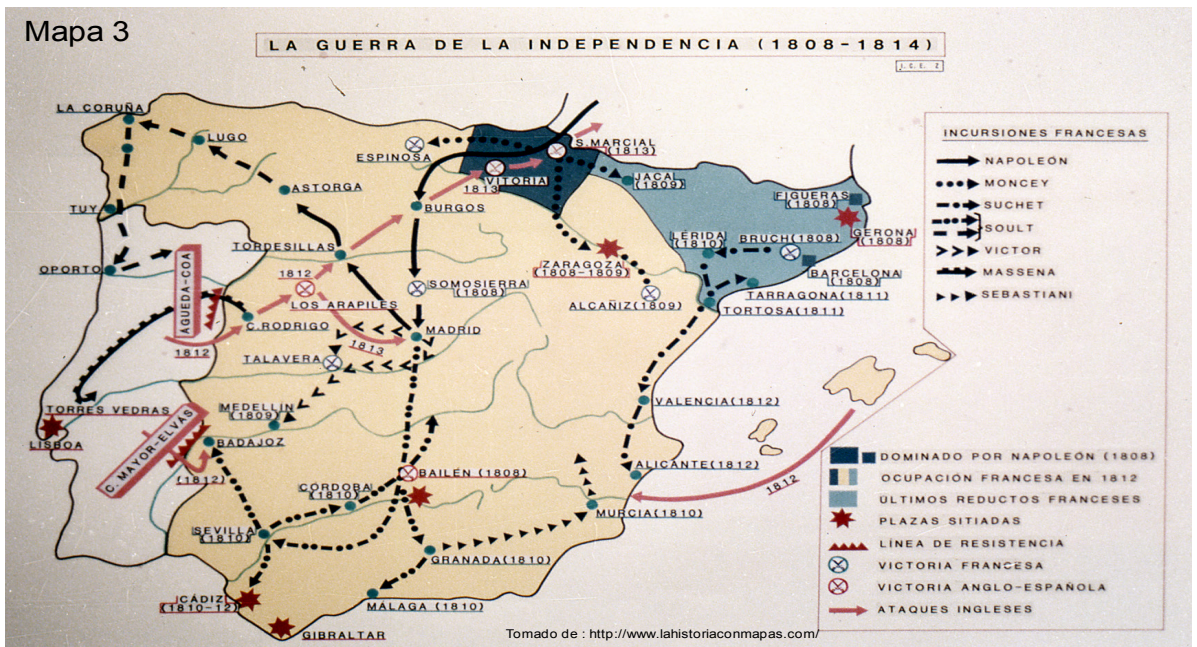 Mapa 3
LA GUERRA DE LA INDEPENDENCIA (1808-1814)
J. C. E. Z
LA CORUÑA
LUGO
ESPINOSA
S.MARCIAL
(1813)
VITORIA
1813
JACA
(1809)
ASTORGA
TUY
BURGOS
FIGUERAS
(1808)
GERONA
(1808)
LÉRIDA
(1810)
BRUCH(1808)
BARCELONA
(1808)
TARRAGONA(1811)
TORTOSA(1811)
TORDESILLAS
OPORTO
AGUEDA-COA
1812
LOS ARAPILES
ZARAGOZA
(1808-1809)
ALCAÑIZ(1809)
SOMOSIERRA
(1808)
C.RODRIGO
1812
MADRID
1813
TALAVERA
TORRES VEDRAS
LISBOA
MEDELLÍN
(1809)
C. MAYOR-ELVAS
BADAJOZ
(1812)
VALENCIA(1812)
ALICANTE(1812)
1812
BAILÉN (1808)
CÓRDOBA
(1810)
MURCIA(1810)
SEVILLA
(1810)
GRANADA(1810)
CÁDIZ
(1810-12)
MÁLAGA (1810)
GIBRALTAR
INCURSIONES FRANCESAS
NAPOLEÓN
MONCEY
SUCHET
SOULT
VICTOR
MASSENA
SEBASTIANI
DOMINADO POR NAPOLEÓN (1808)
OCUPACIÓN FRANCESA EN 1812
ÚLTIMOS REDUCTOS FRANCESES
PLAZAS SITIADAS
LÍNEA DE RESISTENCIA
VICTORIA FRANCESA
VICTORIA ANGLO-ESPAÑOLA
ATAQUES INGLESES
Tomado de : http://www.lahistoriaconmapas.com/